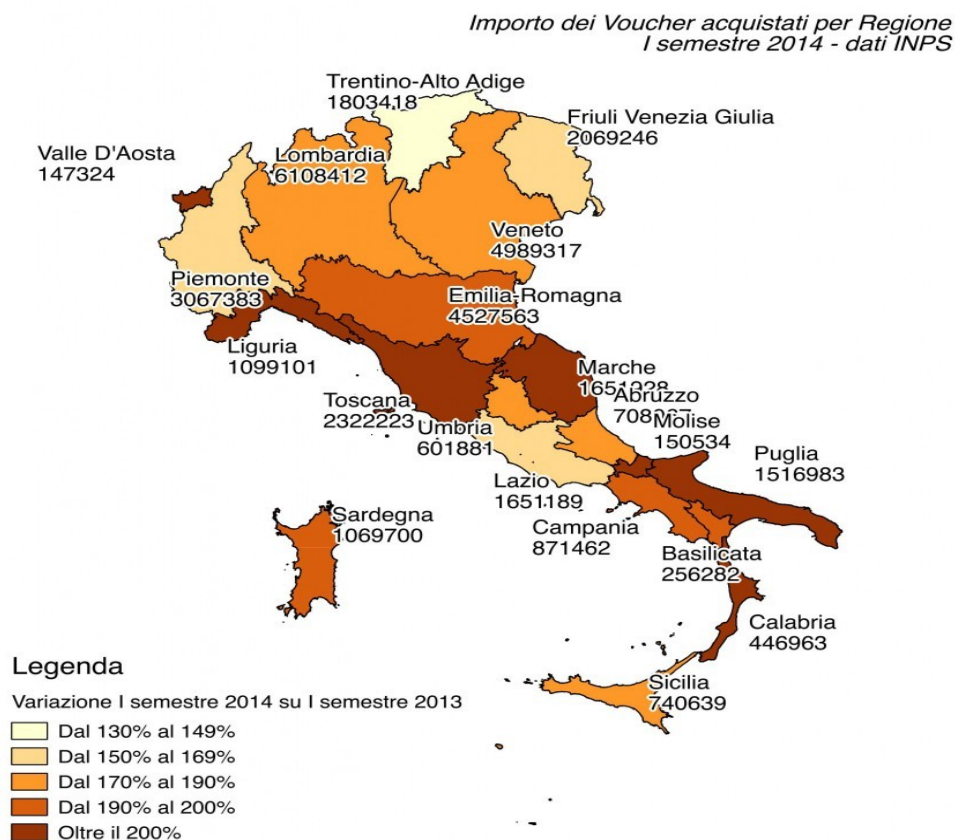 Importo dei Voucher acquistati per Regione
I semestre 2014 - dati INPS
Trentino-Alto Adige
1803418
Friuli Venezia Giulia
2069246
Valle D'Aosta
147324
Lombardia
6108412
Veneto
4989317
Piemonte
3067383
Emilia-Romagna
4527563
Liguria
1099101
Marche
Abruzzo
Toscana
2322223
Molise
150534
Umbria
601881
Puglia
1516983
Lazio
1651189
Sardegna
1069700
Campania
871462
Basilicata
256282
Calabria
446963
Sicilia
740639
Legenda
Variazione I semestre 2014 su I semestre 2013
Dal 130% al 149%
Dal 150% al 169%
Dal 170% al 190%
Dal 190% al 200%
Oltre il 200%